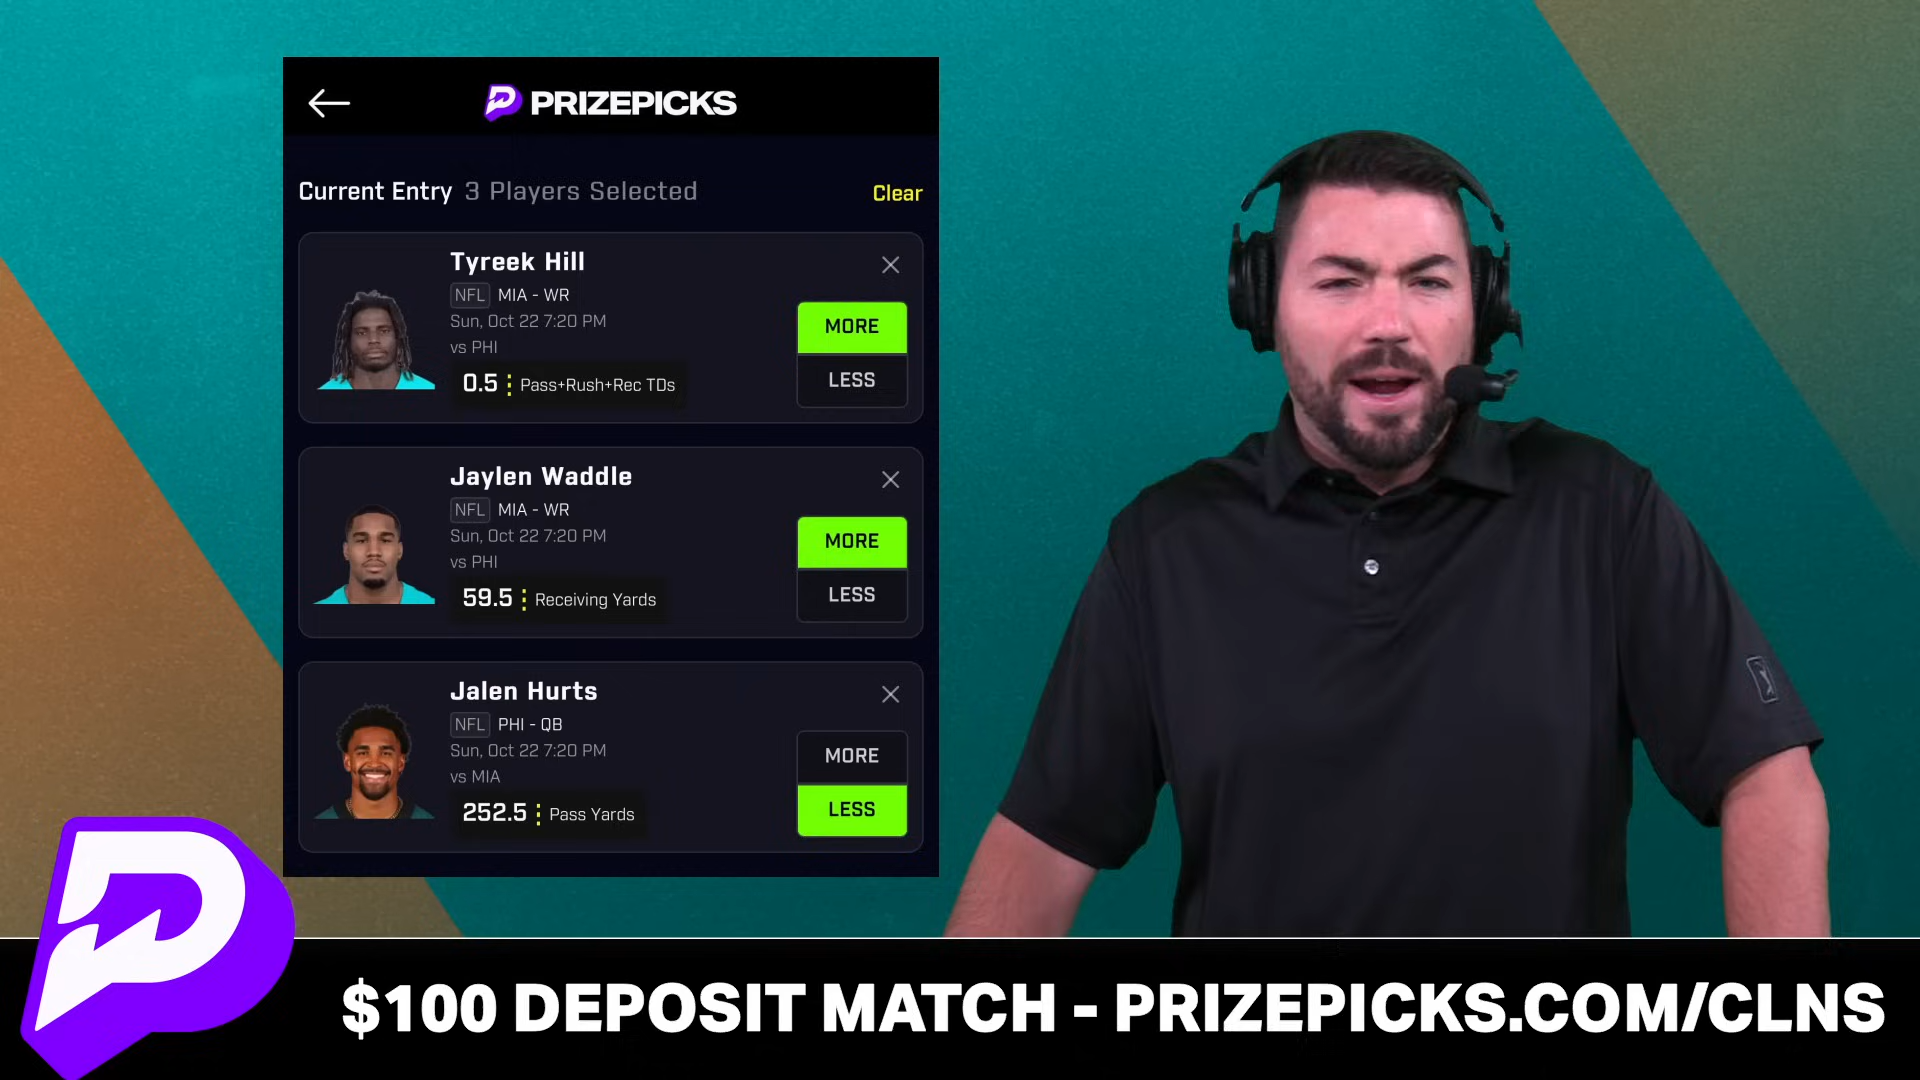 PRIZEPICKS
Current Entry 3 Players Selected Clear
Tyreek Hill
NFL MIA - WR
Sun, Oct 22 7:20 PM
vs PHI
0.5 Pass+Rush+Rec TDs
MORE
LESS
Jaylen Waddle
NFL MIA - WR
Sun, Oct 22 7:20 PM
vs PHI
59.5 Receiving Yards
MORE
LESS
Jalen Hurts
NFL PHI - QB
Sun, Oct 22 7:20 PM
vs MIA
252.5 Pass Yards
MORE
LESS
$100 DEPOSIT MATCH - PRIZEPICKS.COM/CLNS